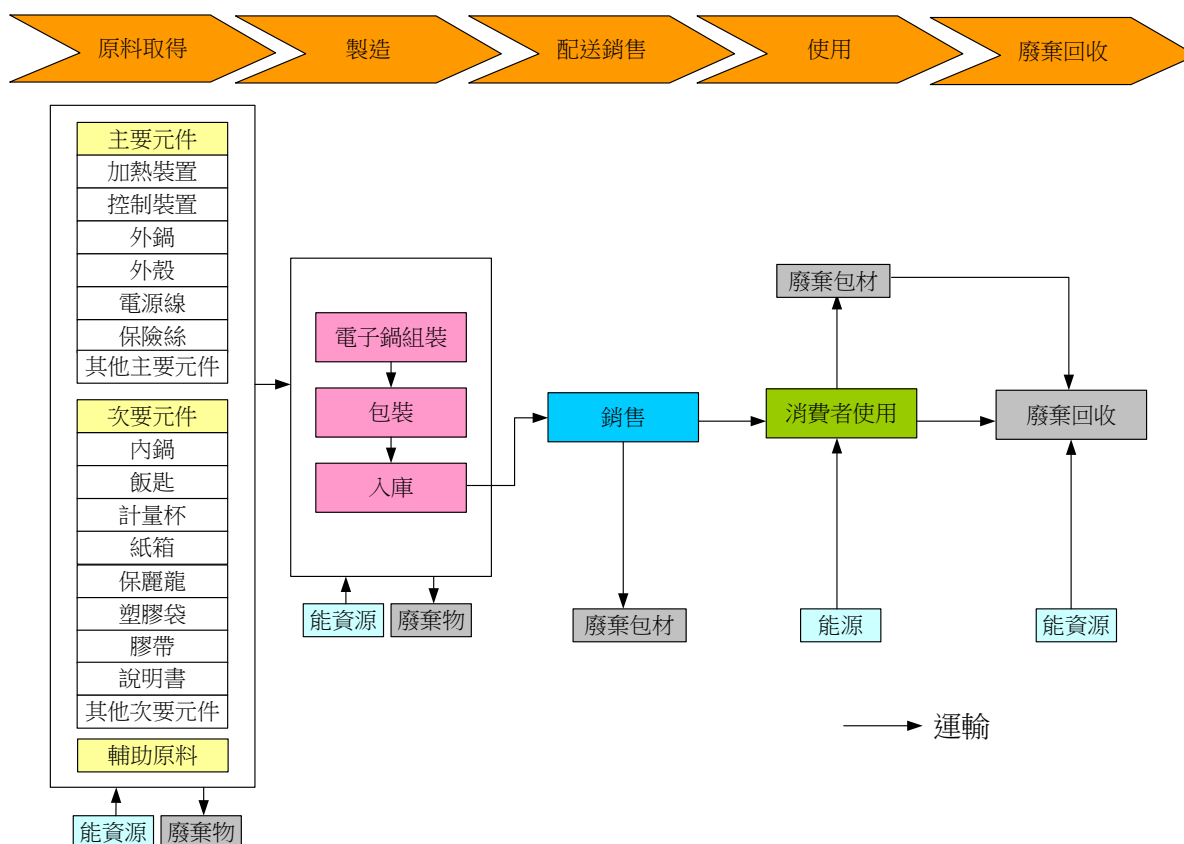 原料取得
製造
配送銷售
使用
廢棄回收
主要元件
加熱裝置
控制裝置
外鍋
外殼
電源線
保險絲
其他主要元件
次要元件
內鍋
飯匙
計量杯
紙箱
保麗龍
塑膠袋
膠帶
說明書
其他次要元件
輔助原料
能資源
廢棄物
電子鍋組裝
包裝
入庫
能資源
廢棄物
銷售
廢棄包材
廢棄包材
消費者使用
能源
廢棄回收
能資源
運輸